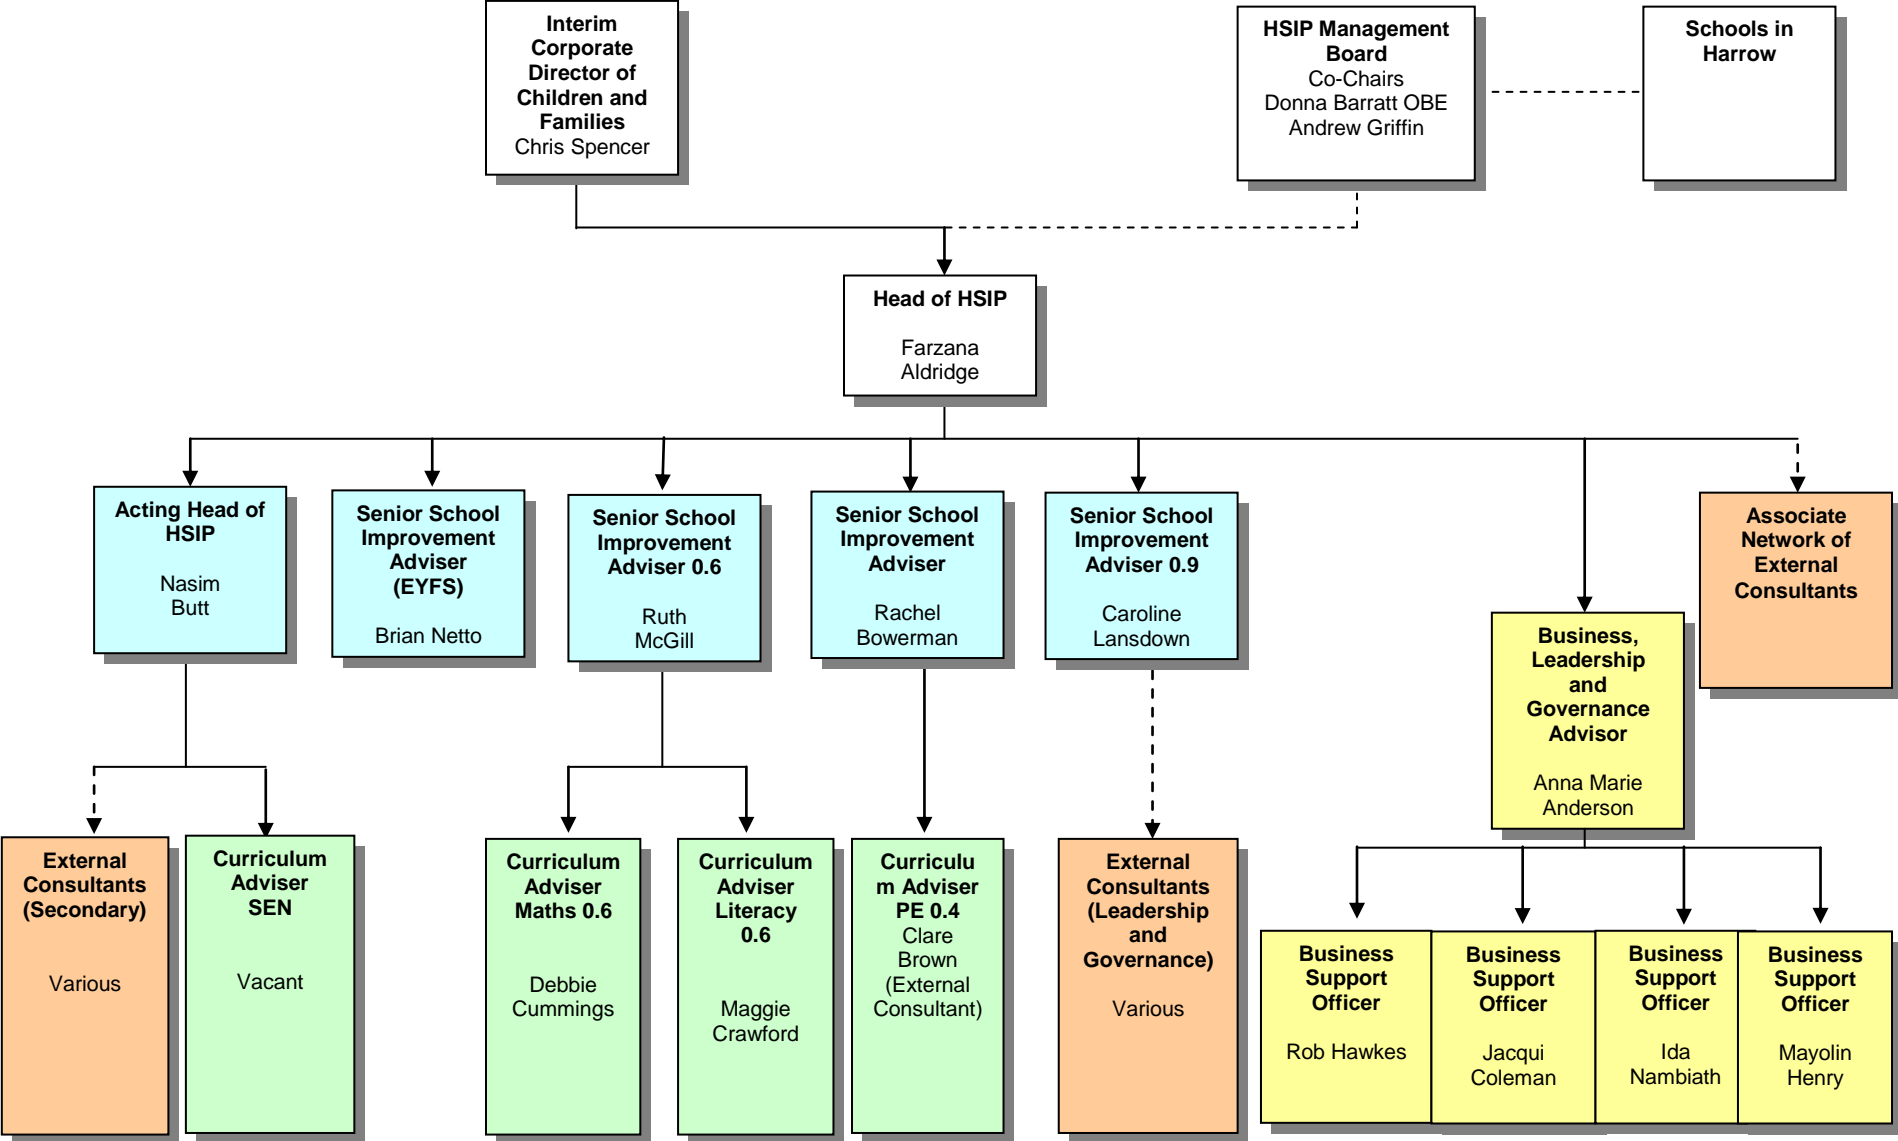 Interim
Corporate
Director of
Children and
Families
Chris Spencer
HSIP Management
Board
Co-Chairs
Donna Barratt OBE
Andrew Griffin
Schools in
Harrow
Head of HSIP
Farzana
Aldridge
Acting Head of
HSIP
Nasim
Butt
Senior School
Improvement
Adviser
(EYFS)
Brian Netto
Senior School
Improvement
Adviser 0.6
Ruth
McGill
Senior School
Improvement
Adviser
Rachel
Bowerman
Senior School
Improvement
Adviser 0.9
Caroline
Lansdown
Business,
Leadership
and
Governance
Advisor
Anna Marie
Anderson
Associate
Network of
External
Consultants
External
Consultants
(Secondary)
Various
Curriculum
Adviser
SEN
Vacant
Curriculum
Adviser
Maths 0.6
Debbie
Cummings
Curriculum
Adviser
Literacy
0.6
Maggie
Crawford
Curriculu
m Adviser
PE 0.4
Clare
Brown
(External
Consultant)
External
Consultants
(Leadership
and
Governance)
Various
Business
Support
Officer
Rob Hawkes
Business
Support
Officer
Jacqui
Coleman
Business
Support
Officer
Ida
Nambiath
Business
Support
Officer
Mayolin
Henry